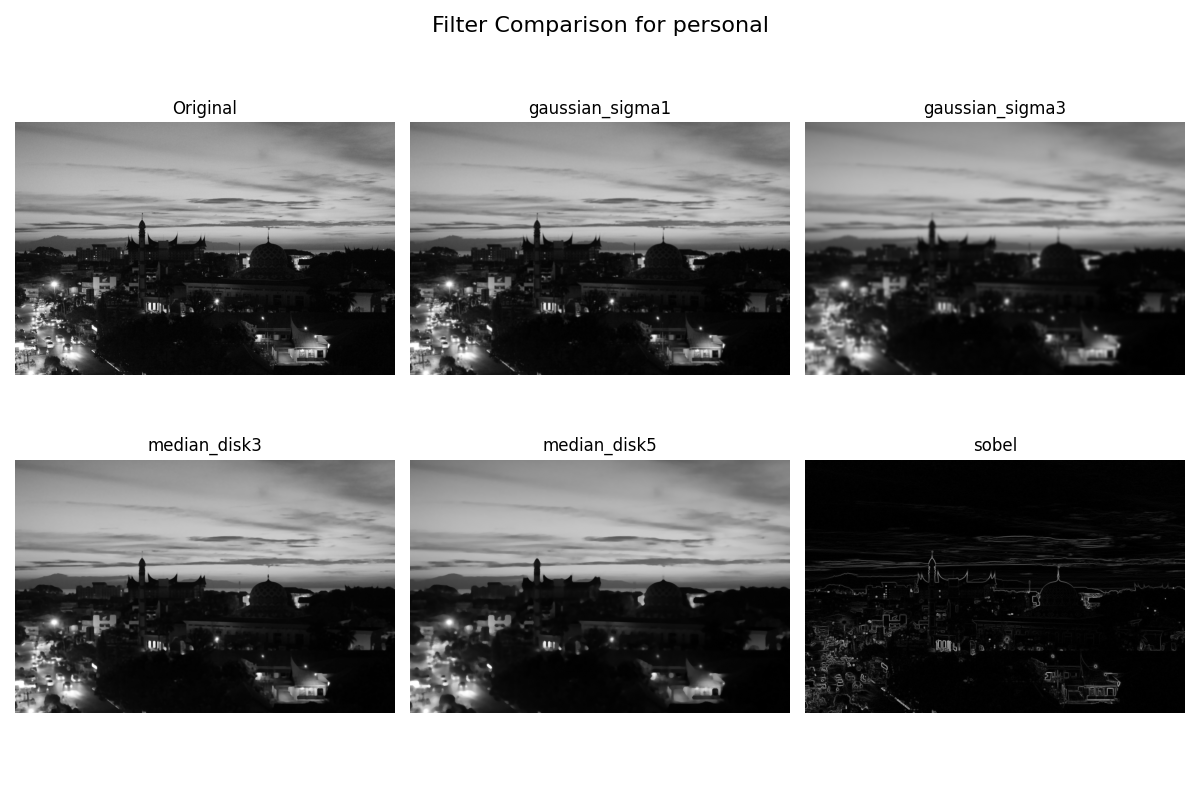 Filter Comparison for personal
Original
gaussian_sigma1
gaussian_sigma3
median_disk3
median_disk5
sobel